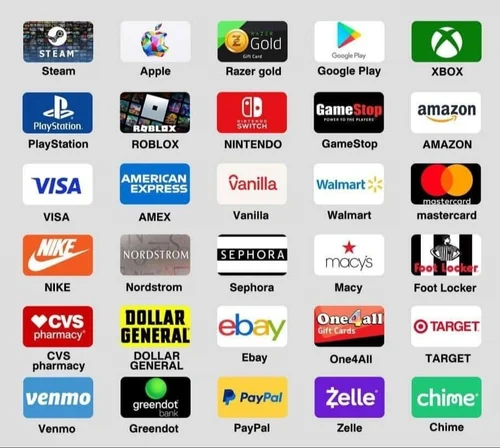 STEAM
RAZER
Gold
Gift Card
Google Play
Steam
Apple
Razer gold
Google Play
XBOX
PlayStation
ROBLOX
NINTENDO
SWITCH
GameStop
POWER TO THE PLAYERS
amazon
PlayStation
ROBLOX
NINTENDO
GameStop
AMAZON
VISA
AMERICAN
EXPRESS
Vanilla
Walmart
mastercard
VISA
AMEX
Vanilla
Walmart
mastercard
NIKE
NORDSTROM
SEPHORA
macys
Foot Locker
NIKE
Nordstrom
Sephora
Macy
Foot Locker
CVS
pharmacy
DOLLAR
GENERAL
ebay
One4all
Gift Cards
TARGET
CVS
pharmacy
DOLLAR
GENERAL
Ebay
One4All
TARGET
venmo
greendot
bank
PayPal
Zelle
chime
Venmo
Greendot
PayPal
Zelle
Chime